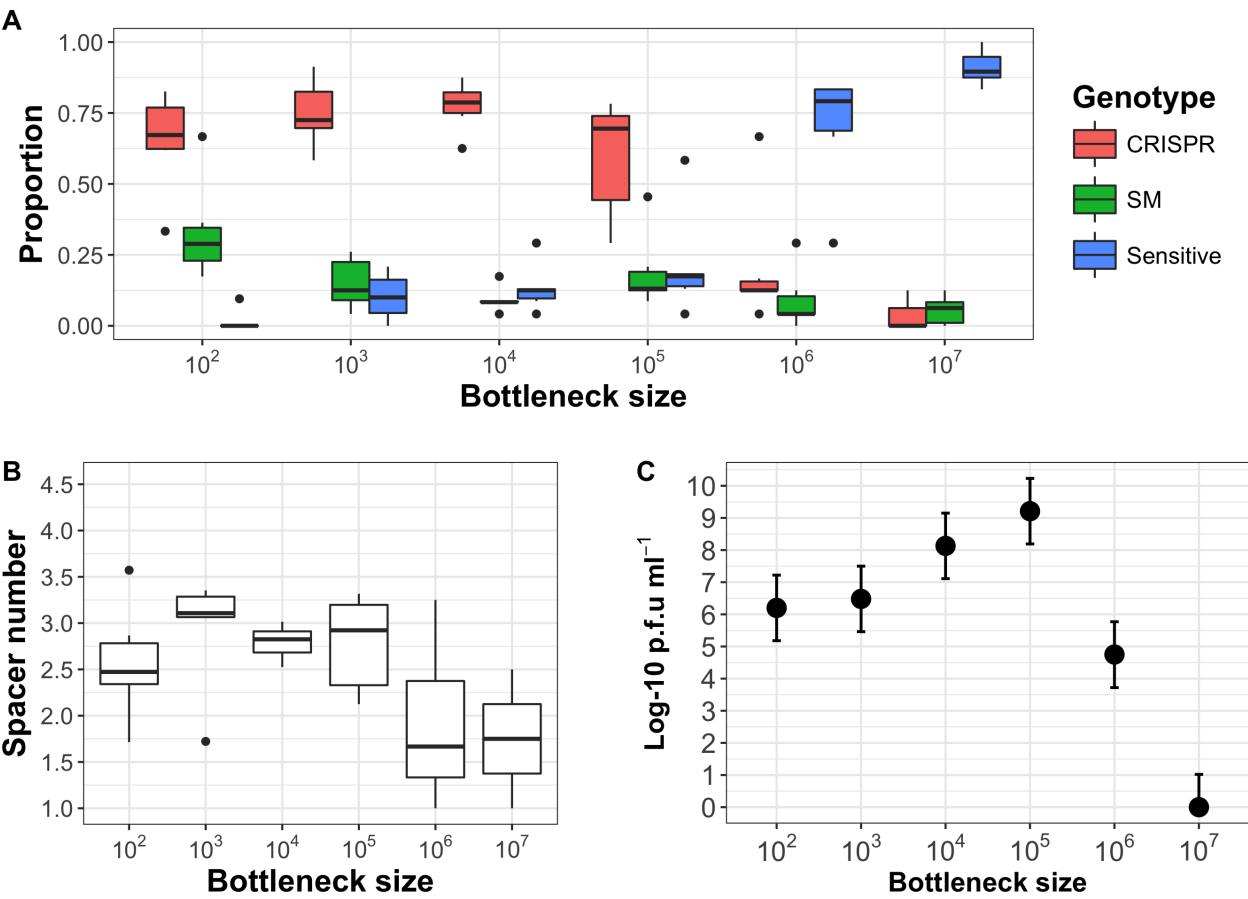 A
1.00
0.75
0.50
0.25
0.00
Proportion
10² 10³ 10⁴ 10⁵ 10⁶ 10⁷
Bottleneck size
Genotype
CRISPR
SM
Sensitive
B
4.5
4.0
3.5
3.0
2.5
2.0
1.5
1.0
Spacer number
10² 10³ 10⁴ 10⁵ 10⁶ 10⁷
Bottleneck size
C
10
9
8
7
6
5
4
3
2
1
0
Log-10 p.f.u ml⁻¹
10² 10³ 10⁴ 10⁵ 10⁶ 10⁷
Bottleneck size